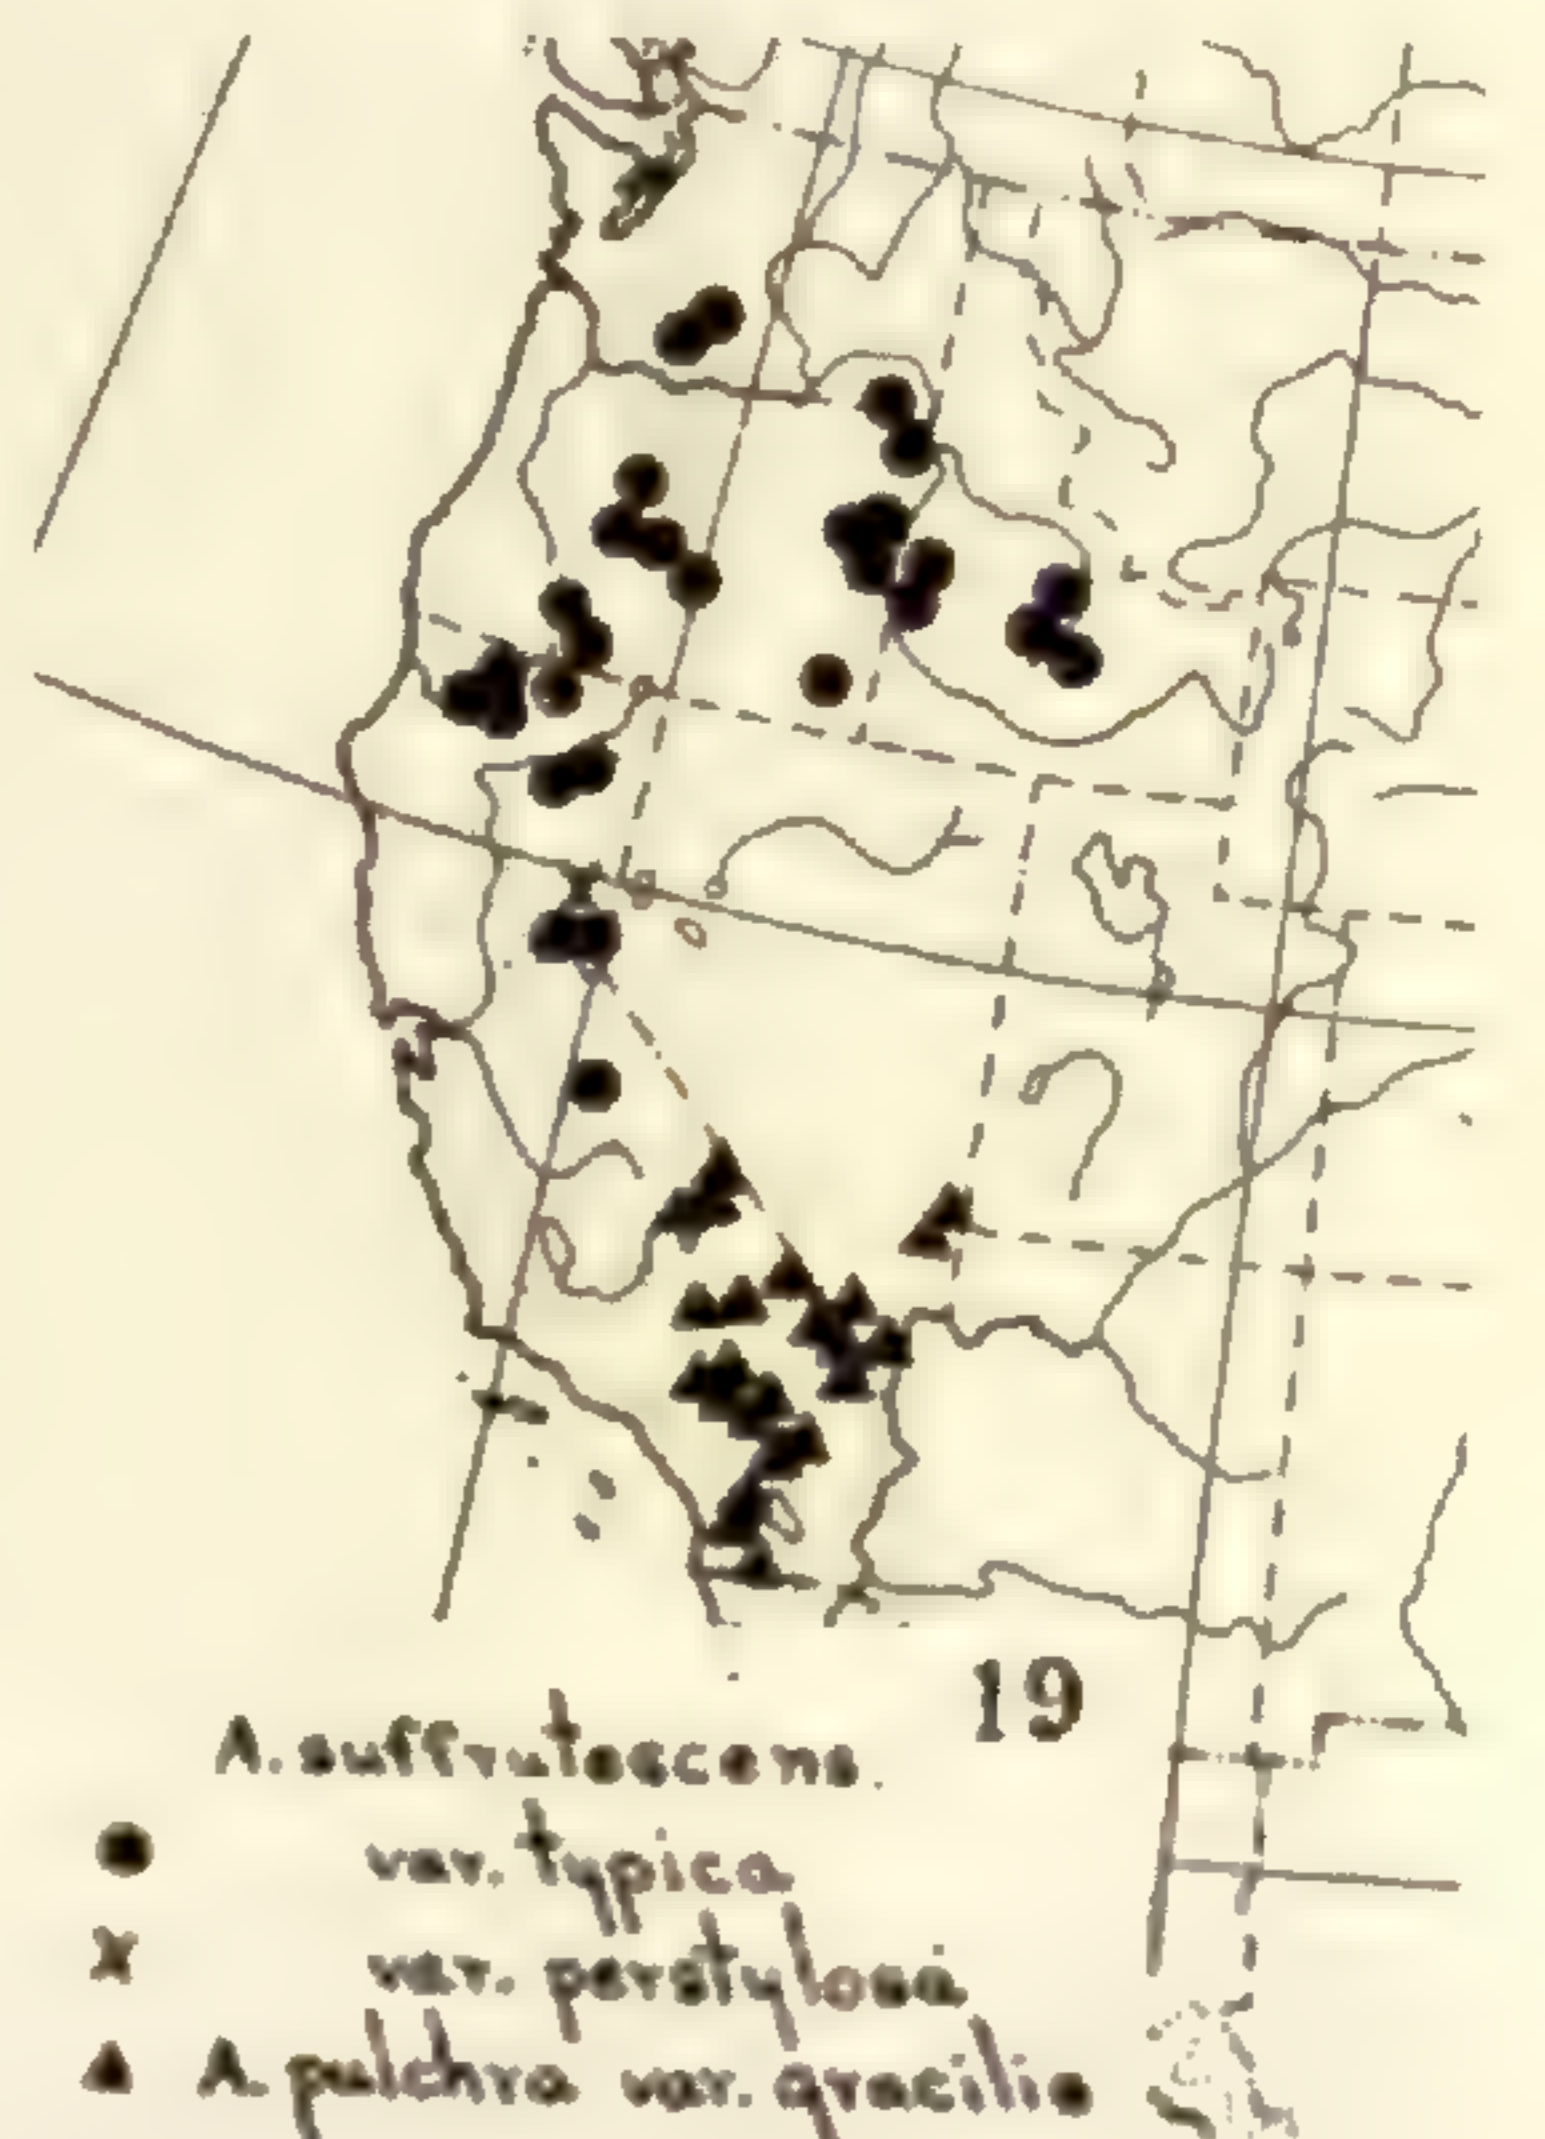 19
A. suffrutescens.
var. typica
x var. perstylosa
A. pulchra var. gracilis